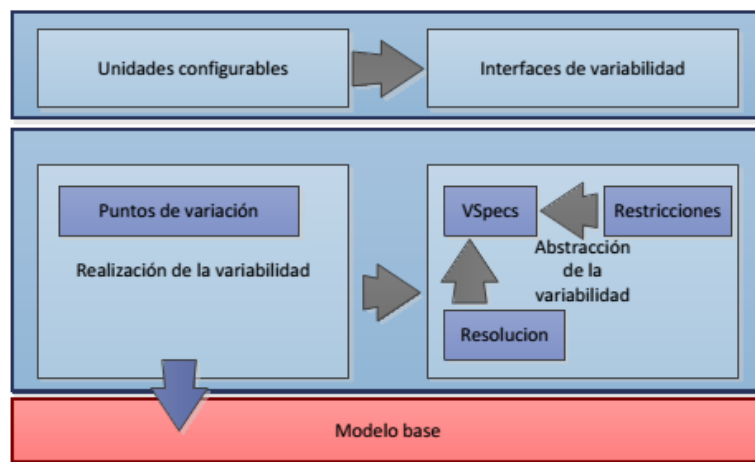 Unidades configurables
Interfaces de variabilidad
Puntos de variación
Realización de la variabilidad
VSpecs
Restricciones
Abstracción
de la
variabilidad
Resolucion
Modelo base